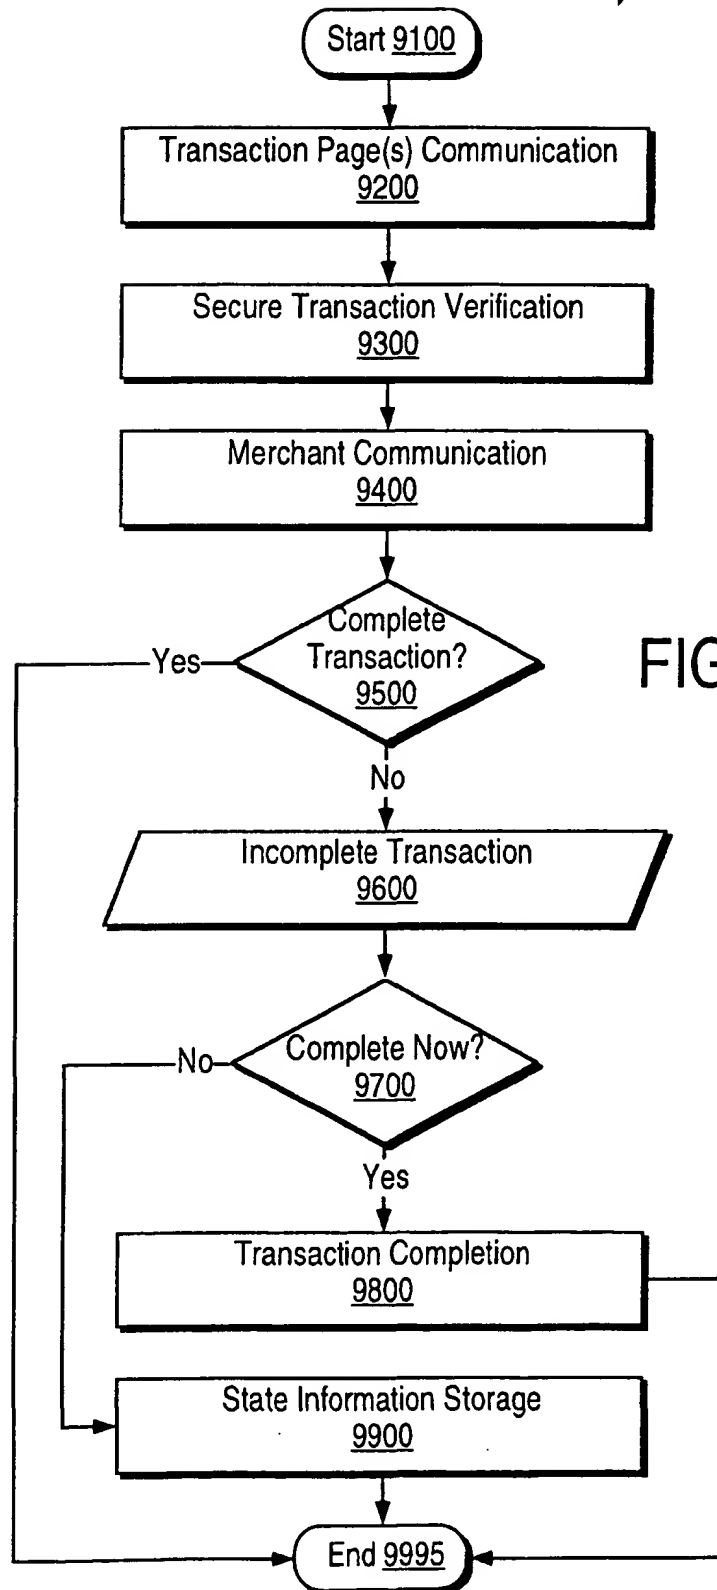 Start 9100
Transaction Page(s) Communication
9200
Secure Transaction Verification
9300
Merchant Communication
9400
Complete
Transaction?
9500
Yes
FIG
No
Incomplete Transaction
9600
Complete Now?
9700
No
Yes
Transaction Completion
9800
State Information Storage
9900
End 9995